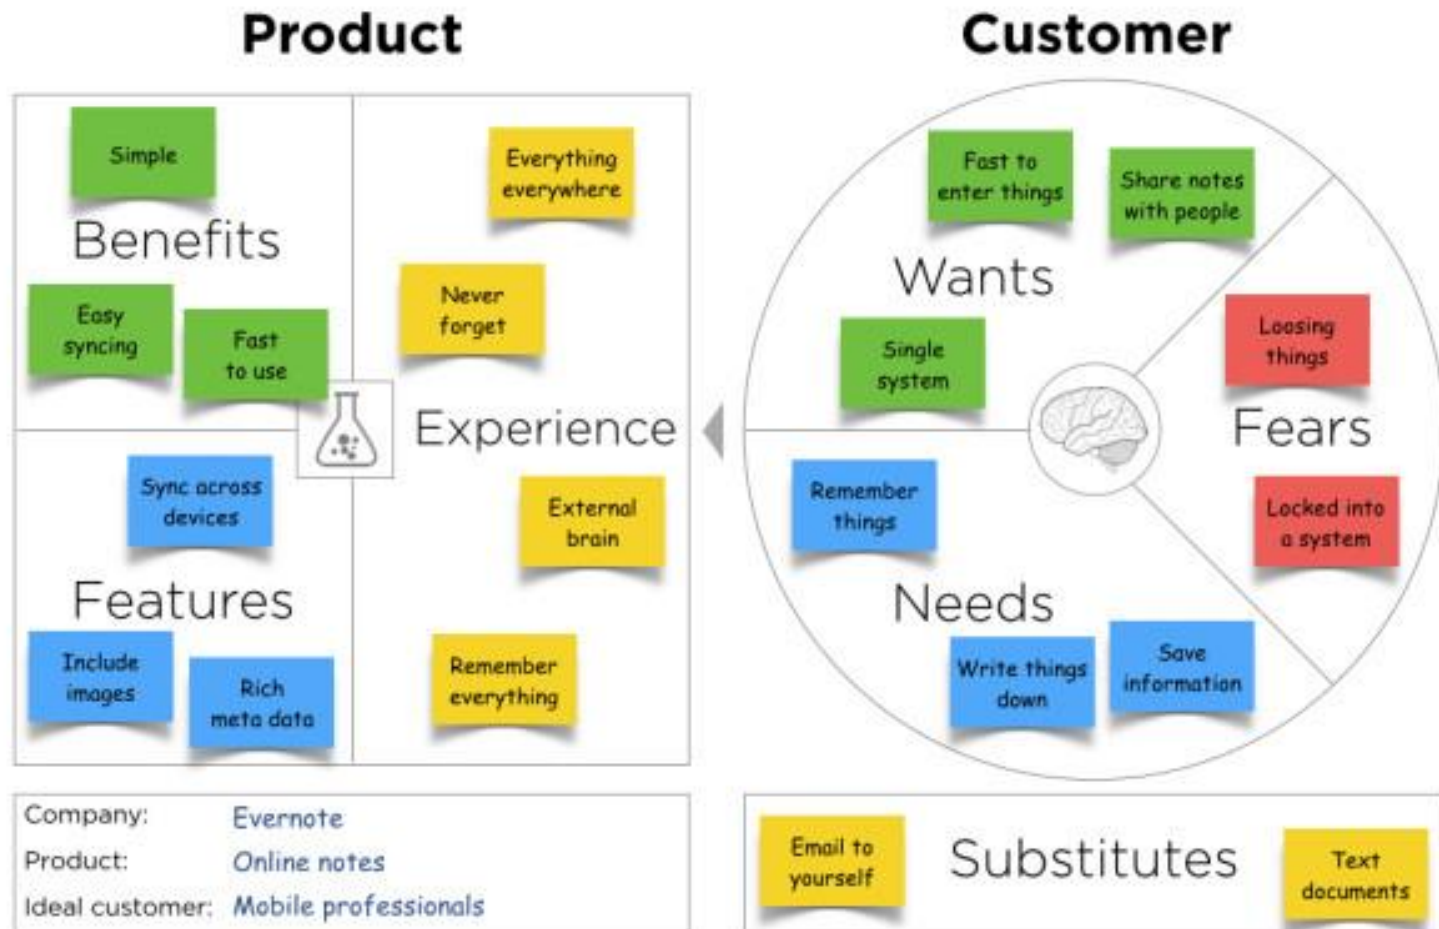 Product
Simple
Benefits
Easy
syncing
Fast
to use
Everything
everywhere
Never
forget
Experience
External
brain
Remember
everything
Sync across
devices
Features
Include
images
Rich
meta data
Company: Evernote
Product: Online notes
Ideal customer: Mobile professionals
Customer
Fast to
enter things
Share notes
with people
Wants
Single
system
Loosing
things
Fears
Locked into
a system
Remember
things
Needs
Write things
down
Save
information
Email to
yourself
Substitutes
Text
documents